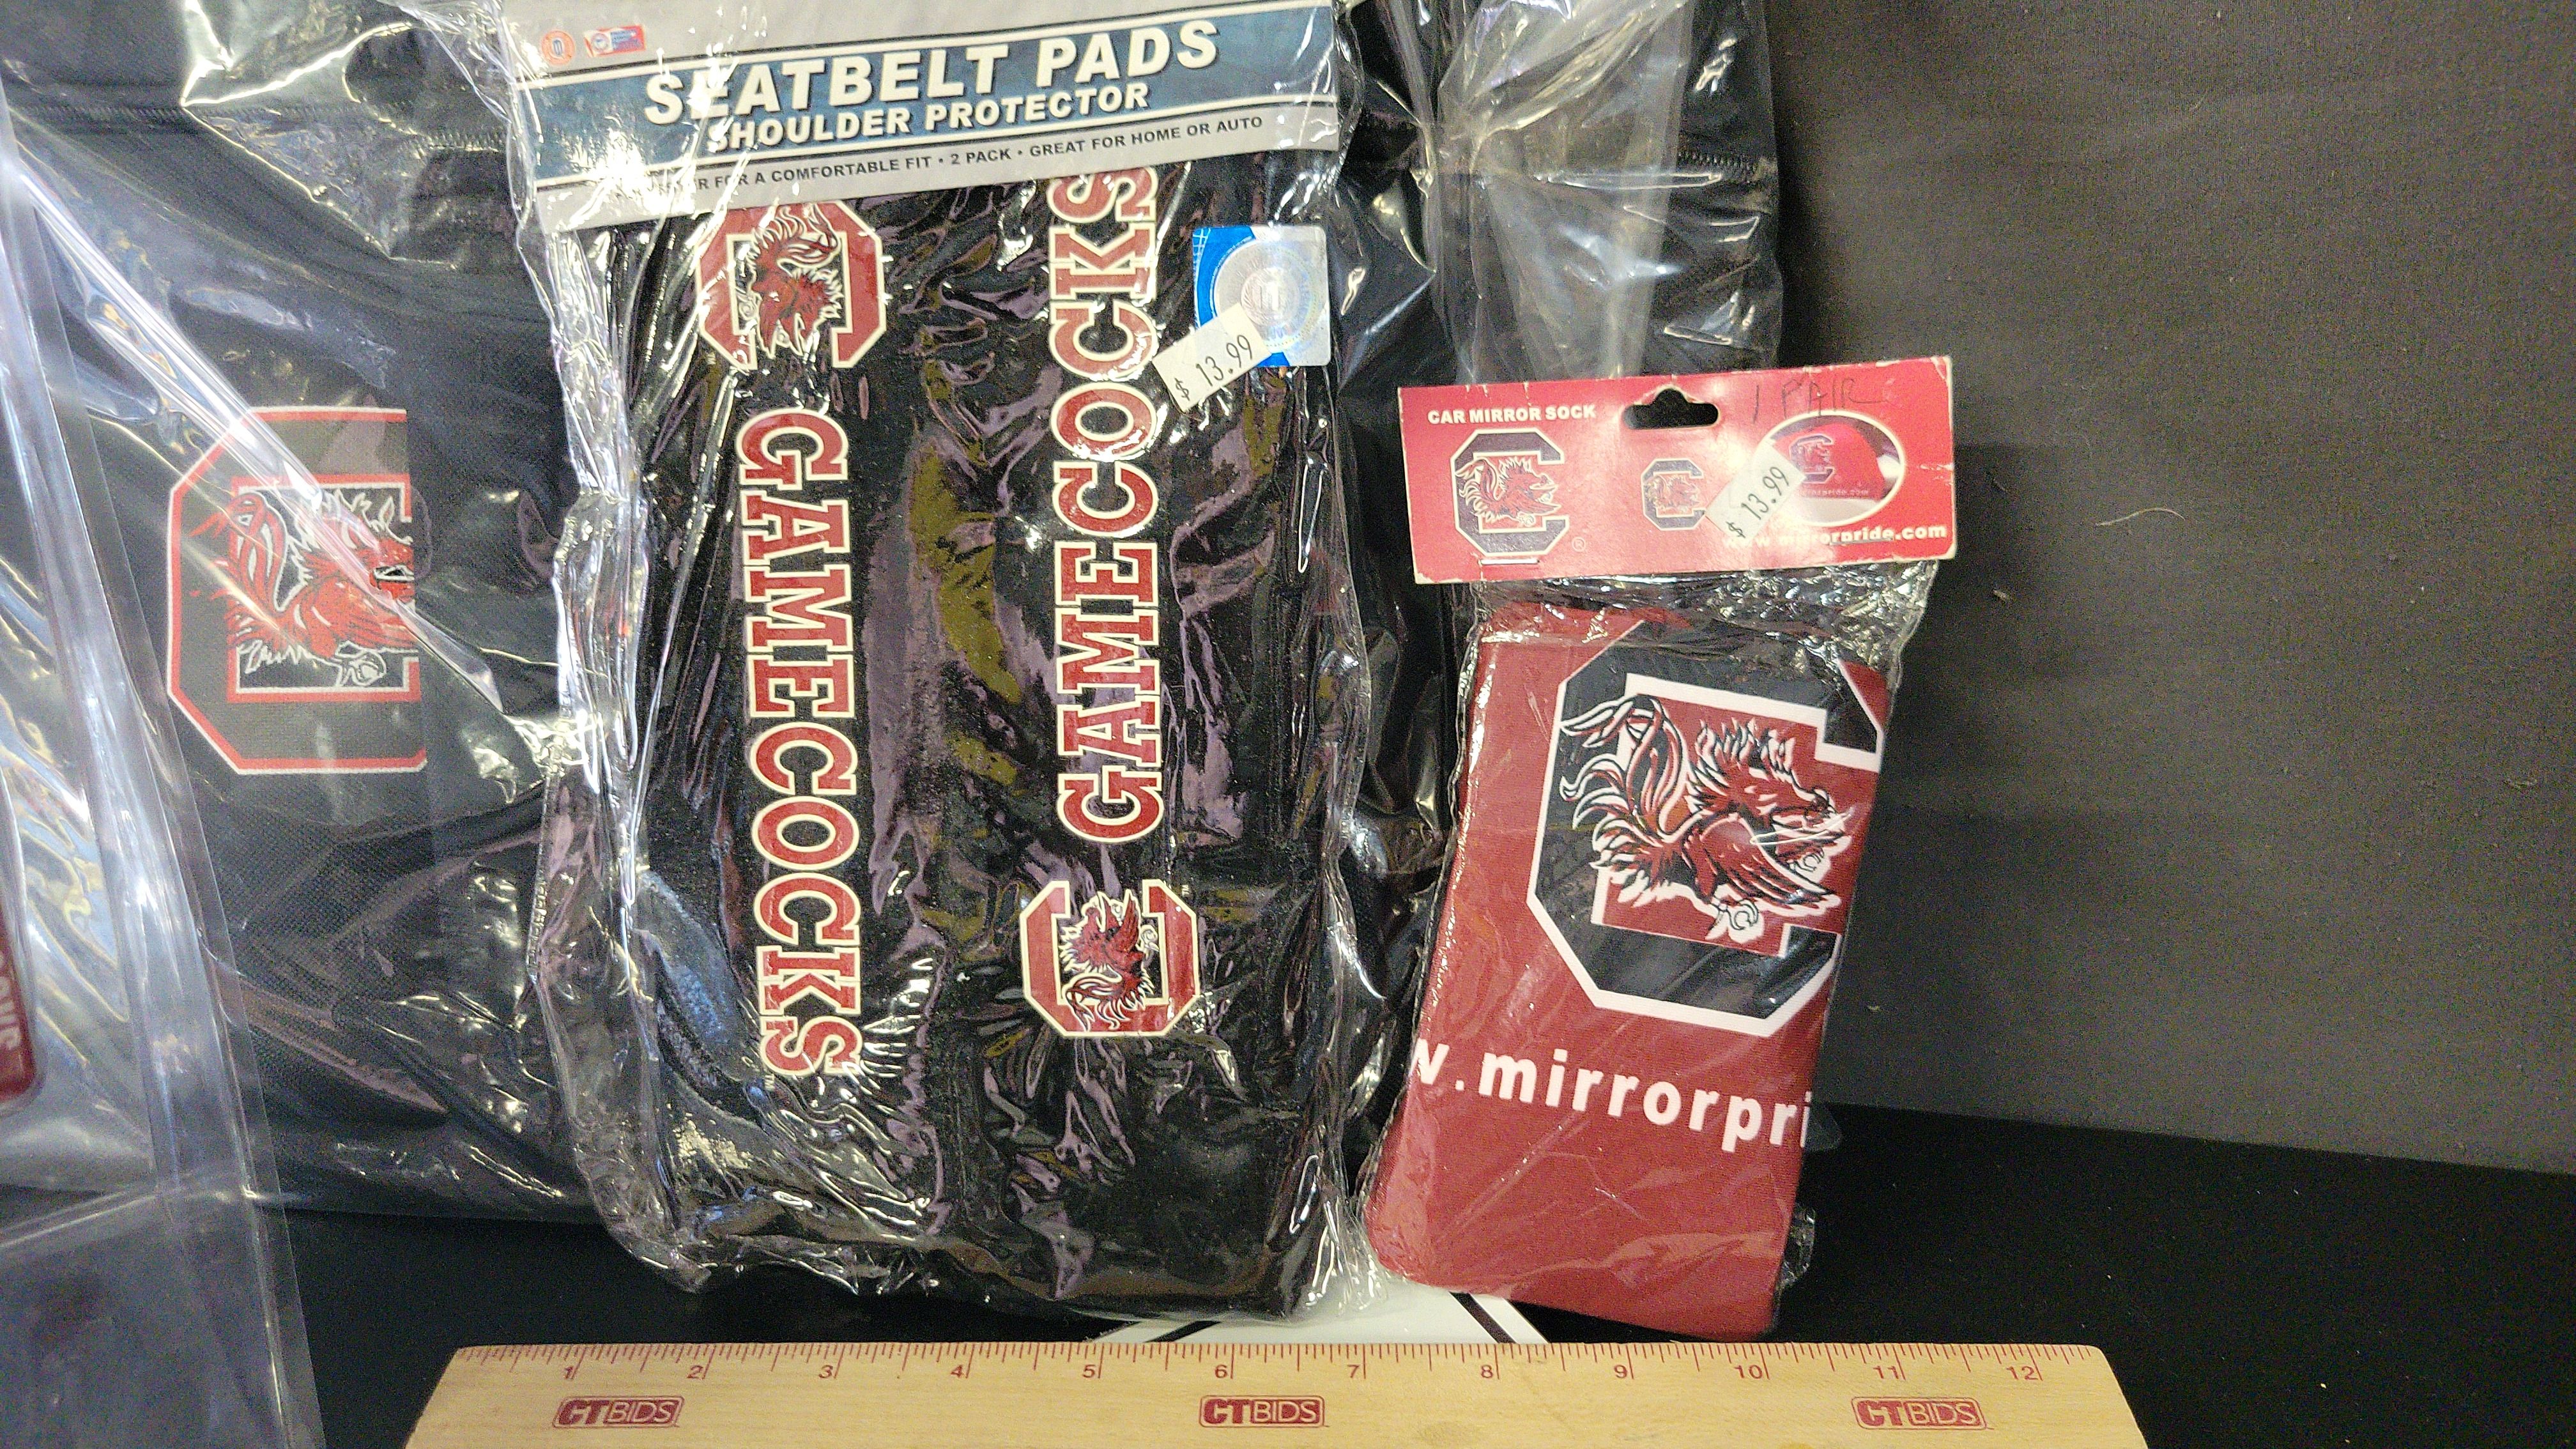 SEATBELT PADS
SHOULDER PROTECTOR
FOR A COMFORTABLE FIT • 2 PACK • GREAT FOR HOME OR AUTO
GAMECOCKS
GAMECOCKS
$ 13.99
CAR MIRROR SOCK
1 PAIR
$ 13.99
mirrorpride.com
w.mirrorpri
1 2 3 4 5 6 7 8 9 10 11 12
CTBIDS CTBIDS CTBIDS